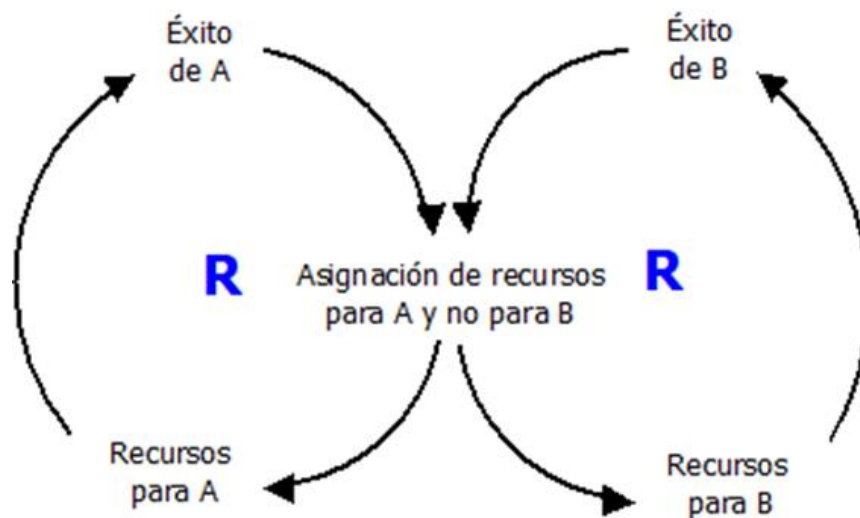 Éxito
de A
Éxito
de B
R
Asignación de recursos
para A y no para B
R
Recursos
para A
Recursos
para B